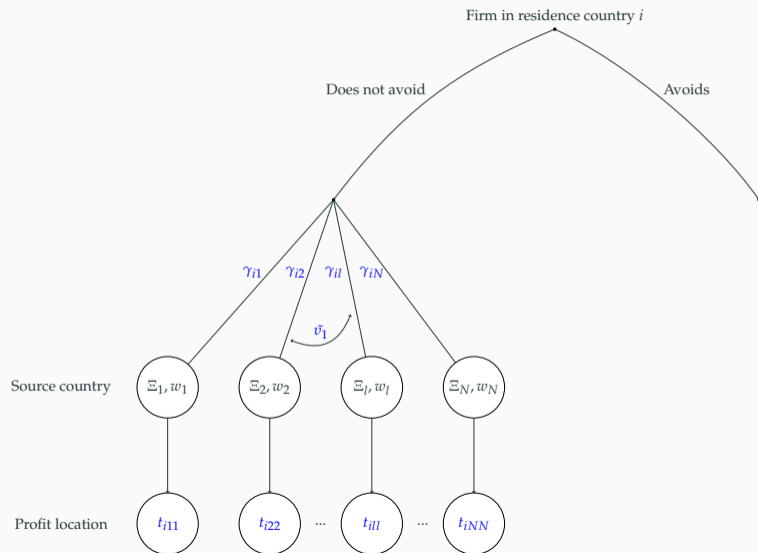 Firm in residence country i
Does not avoid
Avoids
γi1 γi2 γil γiN
ṽ1
Source country
Ξ1, w1 Ξ2, w2 Ξl, wl ΞN, wN
Profit location
ti11 ti22 ... till ... tiNN